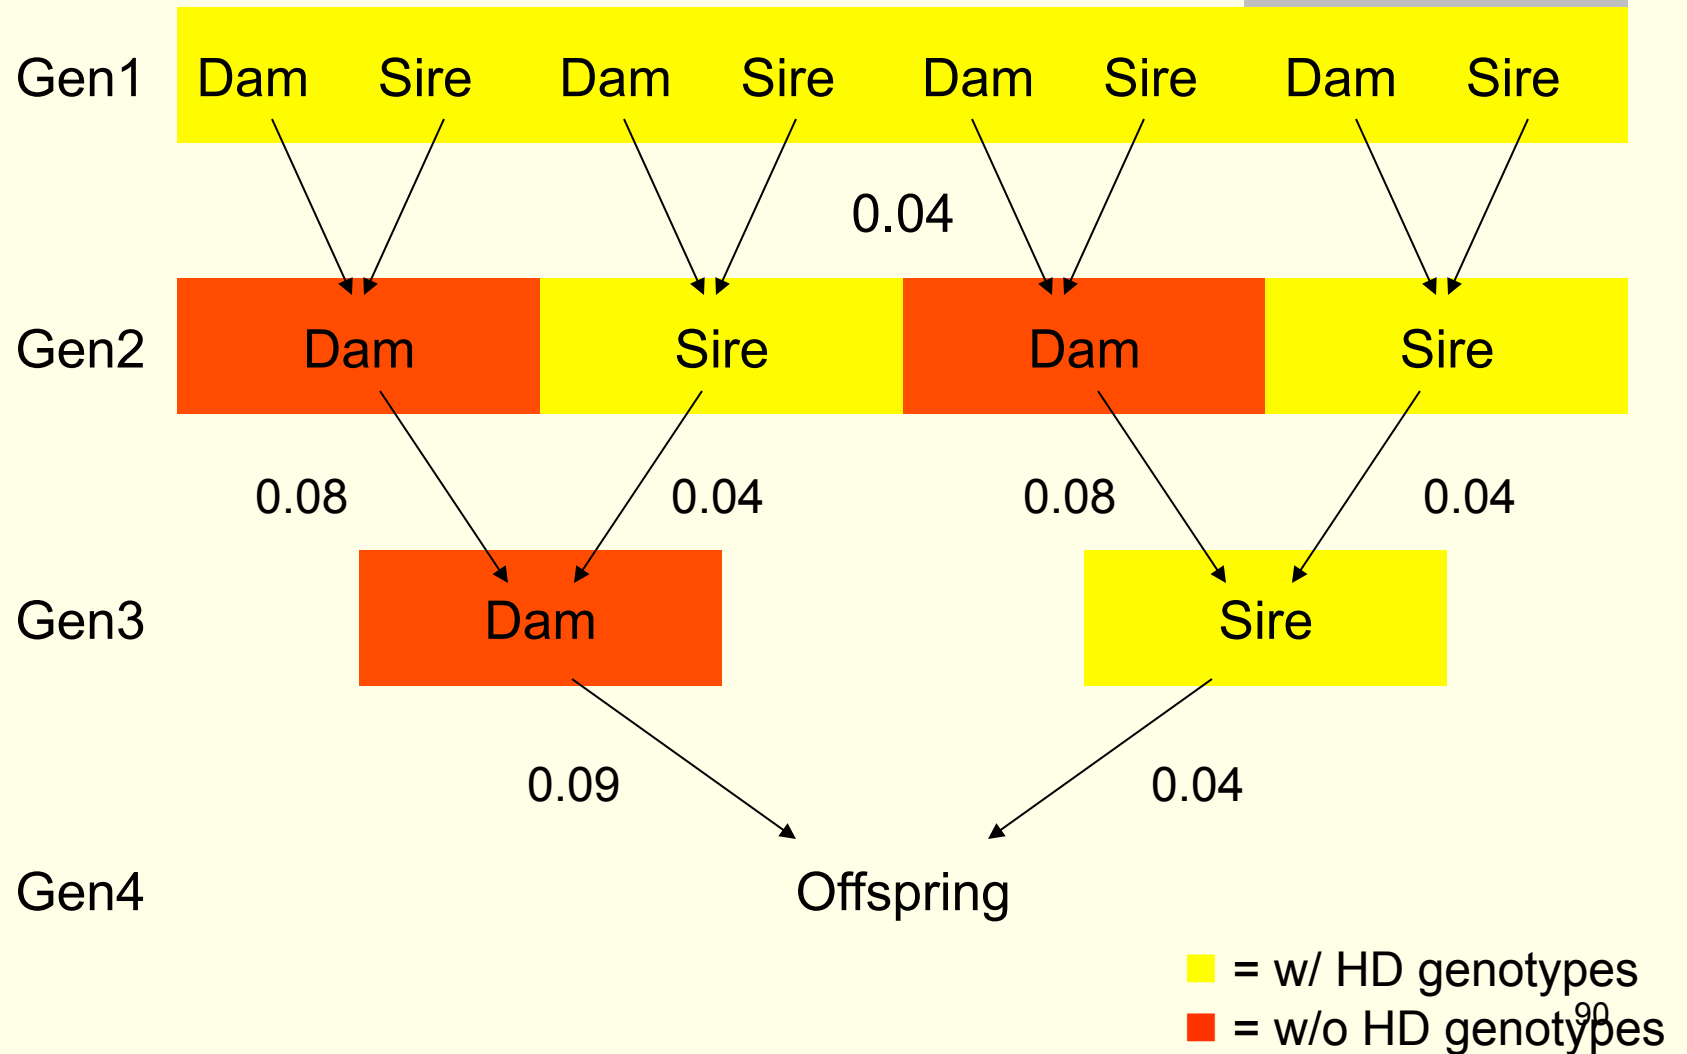 Gen1 Dam Sire Dam Sire Dam Sire Dam Sire
0.04
Gen2 Dam Sire Dam Sire
0.08 0.04 0.08 0.04
Gen3 Dam Sire
0.09 0.04
Gen4 Offspring
= w/ HD genotypes
= w/o HD genotypes
90